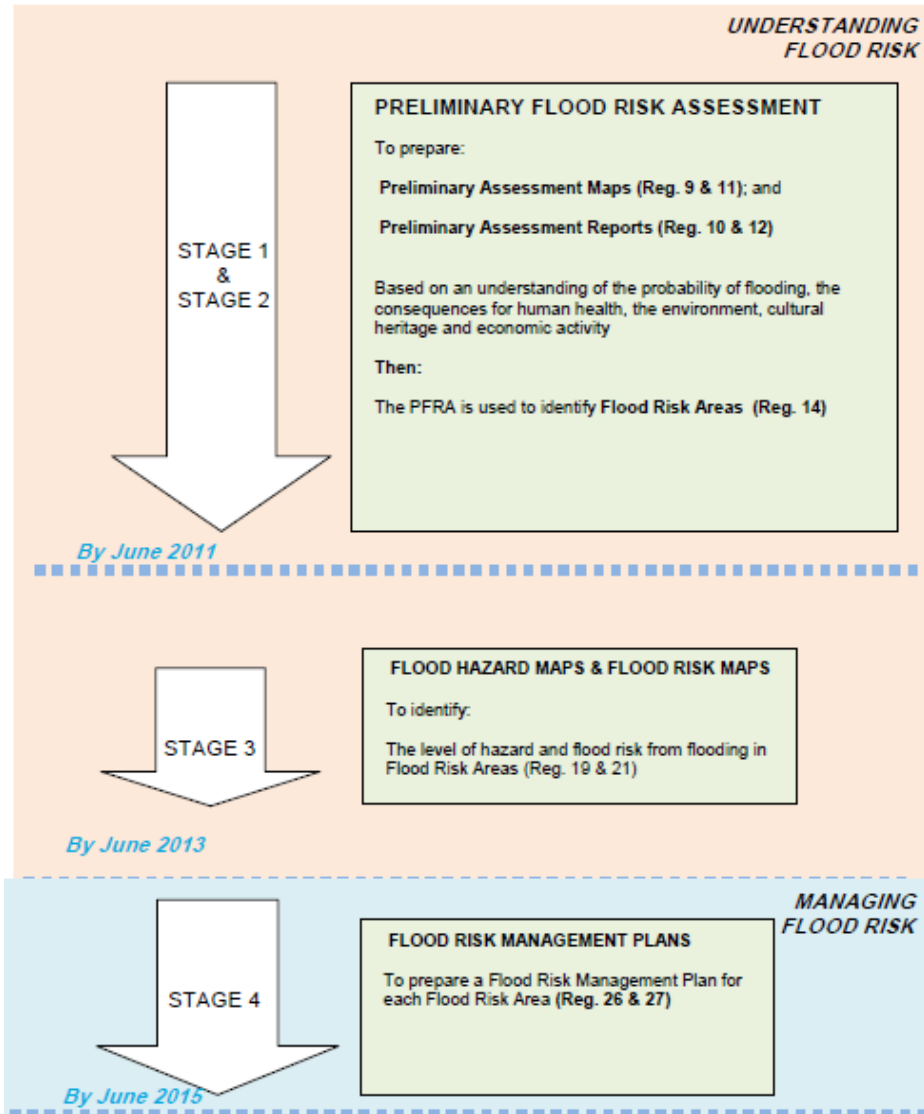 UNDERSTANDING
FLOOD RISK
PRELIMINARY FLOOD RISK ASSESSMENT
To prepare:
Preliminary Assessment Maps (Reg. 9 & 11); and
Preliminary Assessment Reports (Reg. 10 & 12)
STAGE 1
&
STAGE 2
Based on an understanding of the probability of flooding, the
consequences for human health, the environment, cultural
heritage and economic activity
Then:
The PFRA is used to identify Flood Risk Areas (Reg. 14)
By June 2011
FLOOD HAZARD MAPS & FLOOD RISK MAPS
To identify:
STAGE 3
The level of hazard and flood risk from flooding in
Flood Risk Areas (Reg. 19 & 21)
By June 2013
MANAGING
FLOOD RISK
FLOOD RISK MANAGEMENT PLANS
STAGE 4
To prepare a Flood Risk Management Plan for
each Flood Risk Area (Reg. 26 & 27)
By June 2015